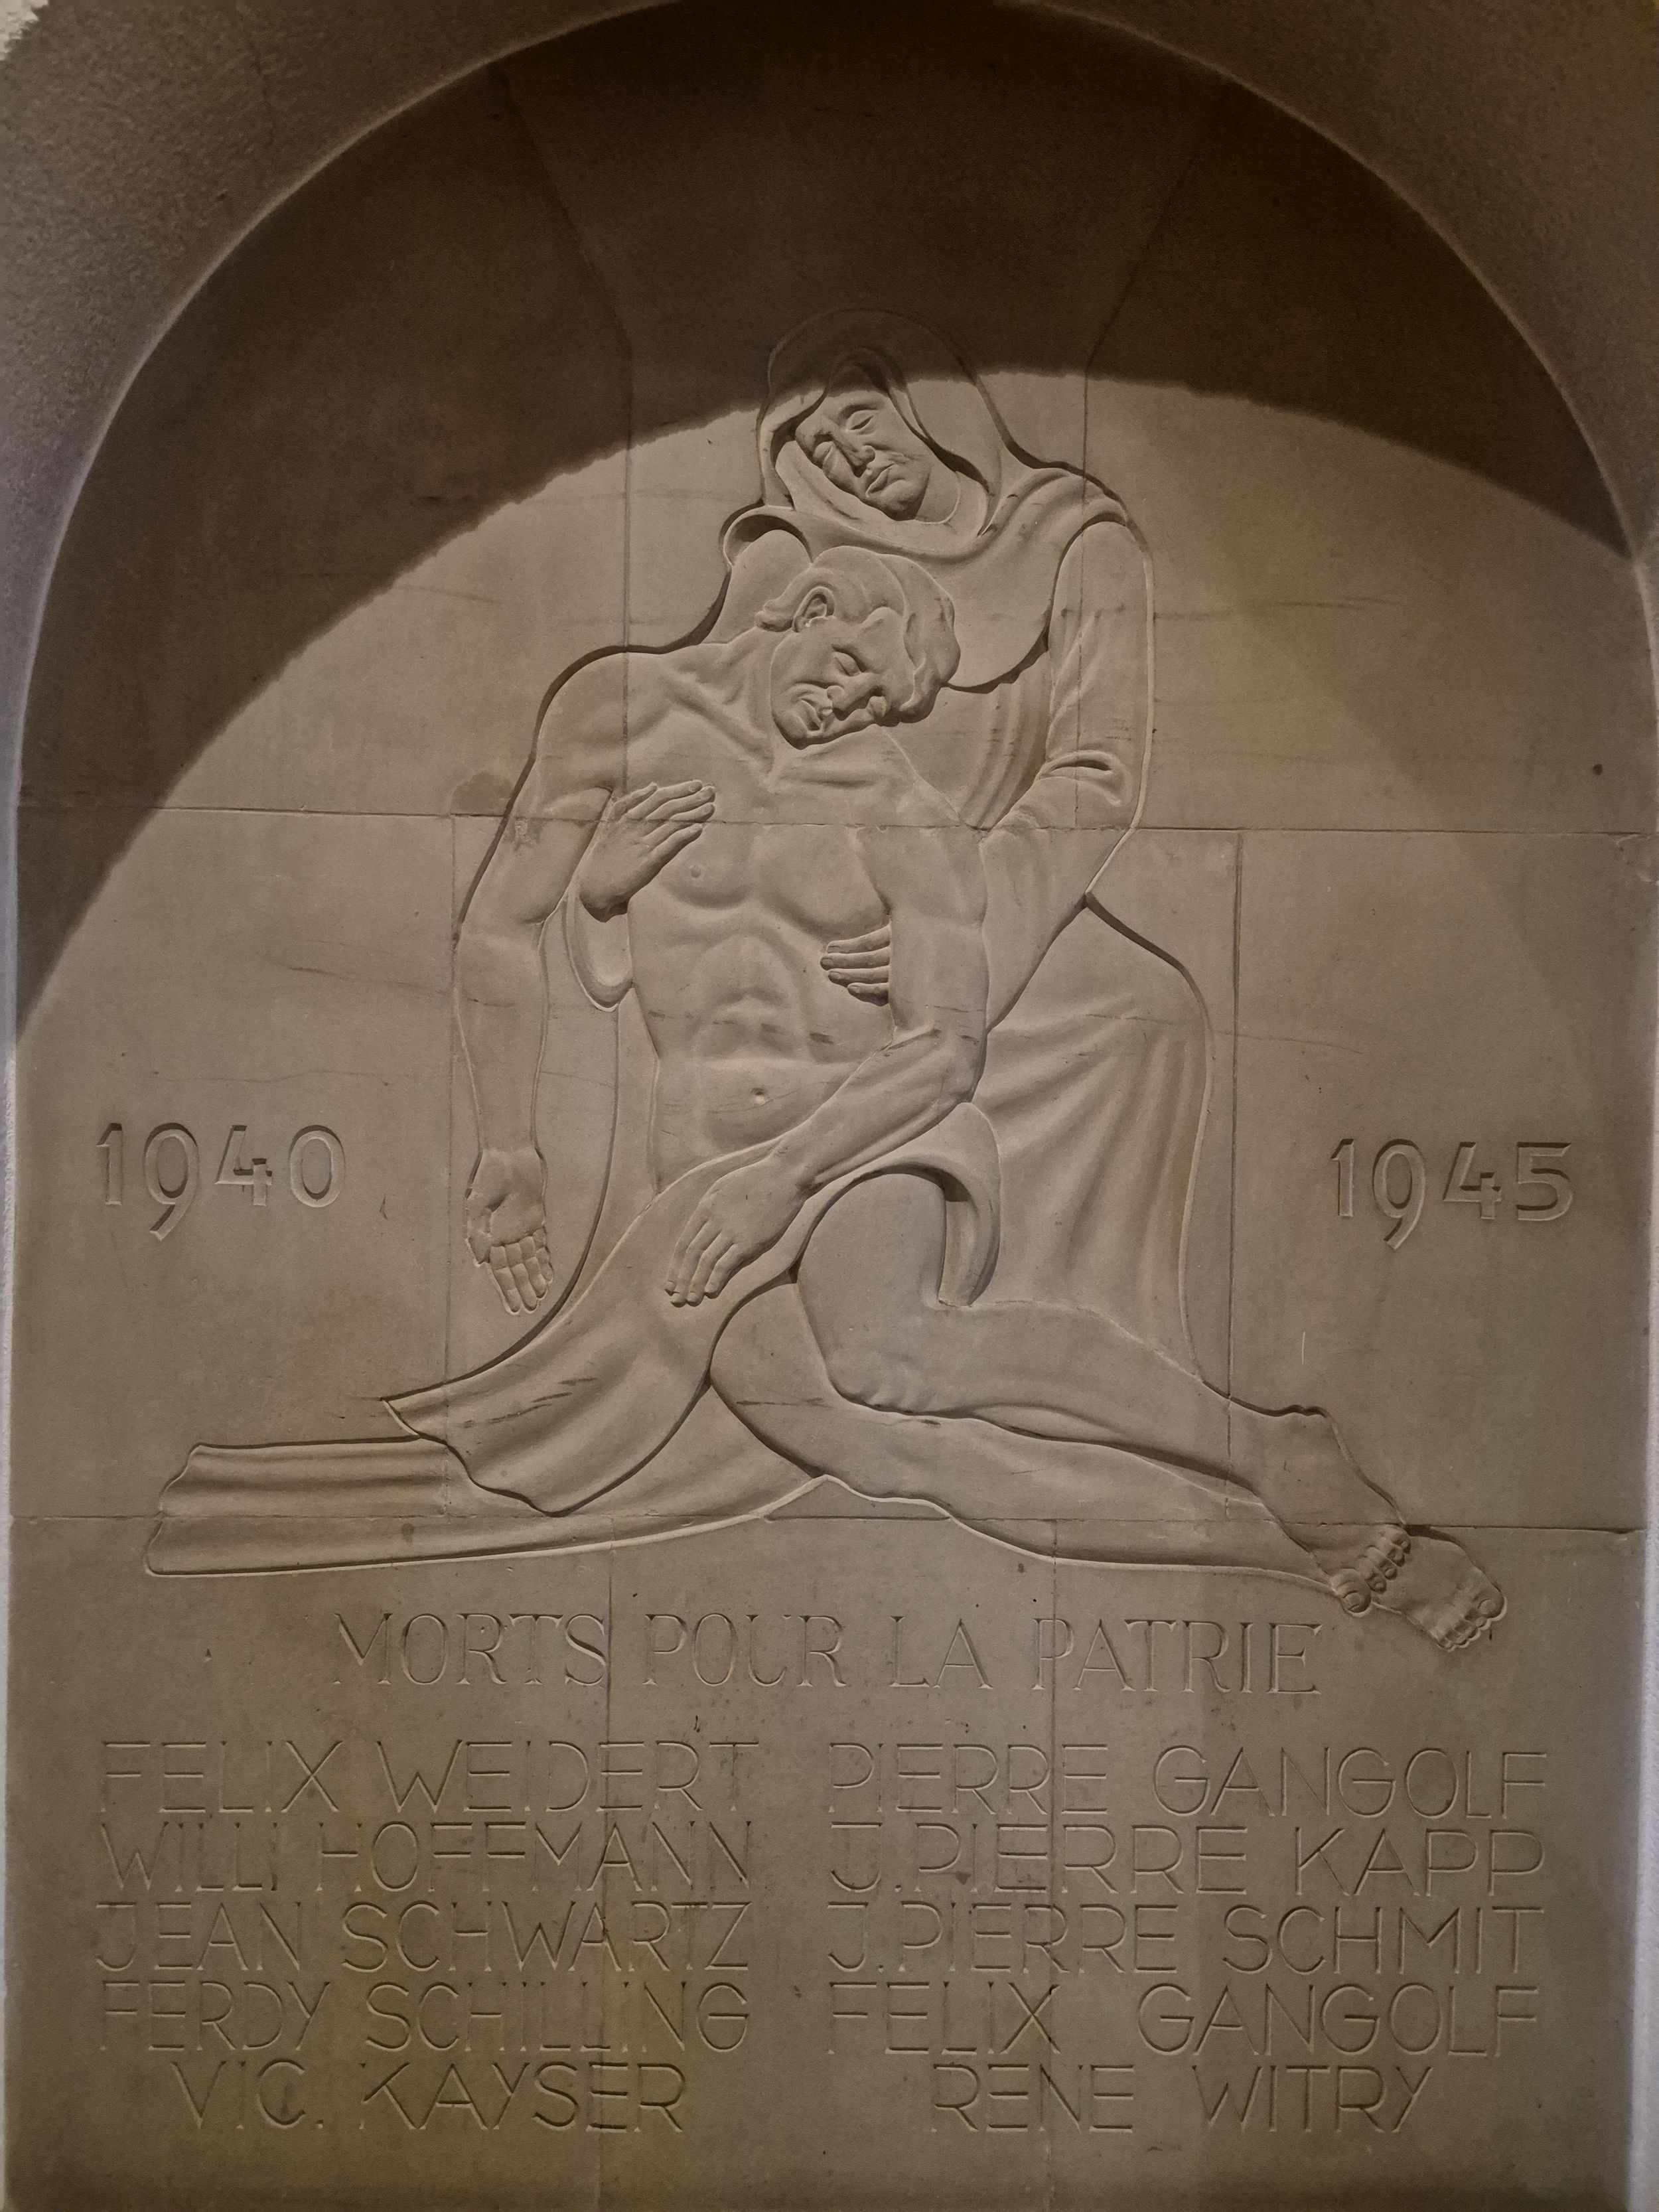 1940 1945
MORTS POUR LA PATRIE
FELIX WEIDERT PIERRE GANGOLF
WILLI HOFFMANN J.PIERRE KAPP
JEAN SCHWARTZ J.PIERRE SCHMIT
FERDY SCHILLING FELIX GANGOLF
VIC. KAYSER RENE WITRY